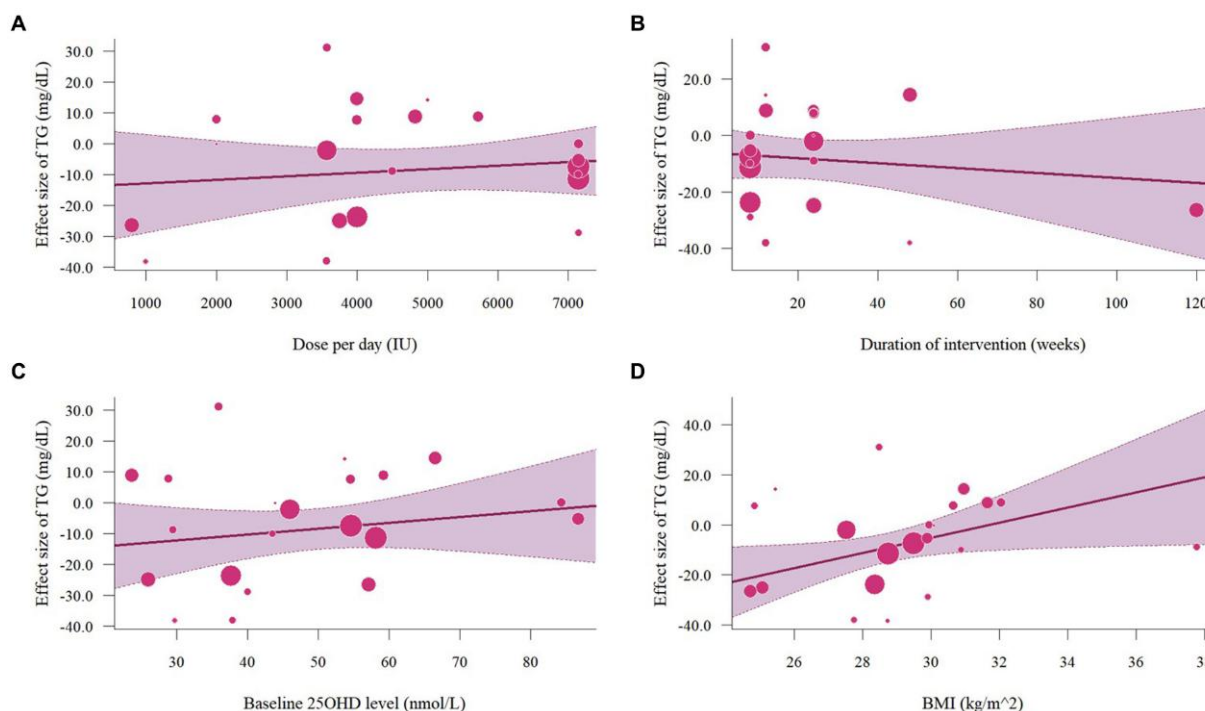 A
Effect size of TG (mg/dL)
30.0
20.0
10.0
0.0
-10.0
-20.0
-30.0
-40.0
1000 2000 3000 4000 5000 6000 7000
Dose per day (IU)
B
Effect size of TG (mg/dL)
20.0
0.0
-20.0
-40.0
20 40 60 80 100 120
Duration of intervention (weeks)
C
Effect size of TG (mg/dL)
30.0
20.0
10.0
0.0
-10.0
-20.0
-30.0
-40.0
30 40 50 60 70 80
Baseline 25OHD level (nmol/L)
D
Effect size of TG (mg/dL)
40.0
20.0
0.0
-20.0
-40.0
26 28 30 32 34 36 38
BMI (kg/m^2)